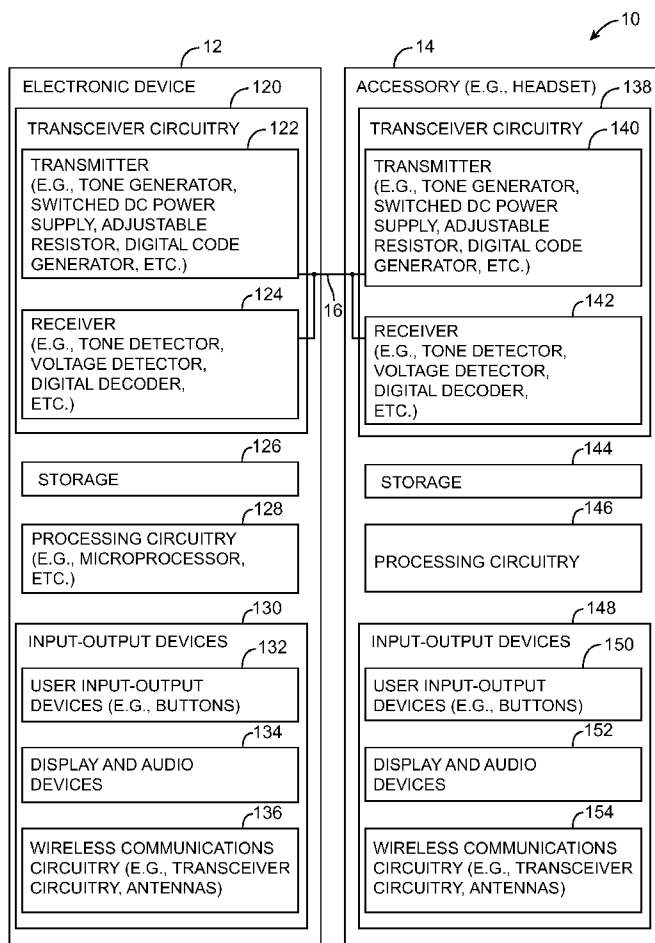 10
12
ELECTRONIC DEVICE
120
TRANSCEIVER CIRCUITRY
122
TRANSMITTER
(E.G., TONE GENERATOR,
SWITCHED DC POWER
SUPPLY, ADJUSTABLE
RESISTOR, DIGITAL CODE
GENERATOR, ETC.)
124
RECEIVER
(E.G., TONE DETECTOR,
VOLTAGE DETECTOR,
DIGITAL DECODER,
ETC.)
126
STORAGE
128
PROCESSING CIRCUITRY
(E.G., MICROPROCESSOR,
ETC.)
130
INPUT-OUTPUT DEVICES
132
USER INPUT-OUTPUT
DEVICES (E.G., BUTTONS)
134
DISPLAY AND AUDIO
DEVICES
136
WIRELESS COMMUNICATIONS
CIRCUITRY (E.G., TRANSCEIVER
CIRCUITRY, ANTENNAS)
16
14
ACCESSORY (E.G., HEADSET)
138
TRANSCEIVER CIRCUITRY
140
TRANSMITTER
(E.G., TONE GENERATOR,
SWITCHED DC POWER
SUPPLY, ADJUSTABLE
RESISTOR, DIGITAL CODE
GENERATOR, ETC.)
142
RECEIVER
(E.G., TONE DETECTOR,
VOLTAGE DETECTOR,
DIGITAL DECODER,
ETC.)
144
STORAGE
146
PROCESSING CIRCUITRY
148
INPUT-OUTPUT DEVICES
150
USER INPUT-OUTPUT
DEVICES (E.G., BUTTONS)
152
DISPLAY AND AUDIO
DEVICES
154
WIRELESS COMMUNICATIONS
CIRCUITRY (E.G., TRANSCEIVER
CIRCUITRY, ANTENNAS)